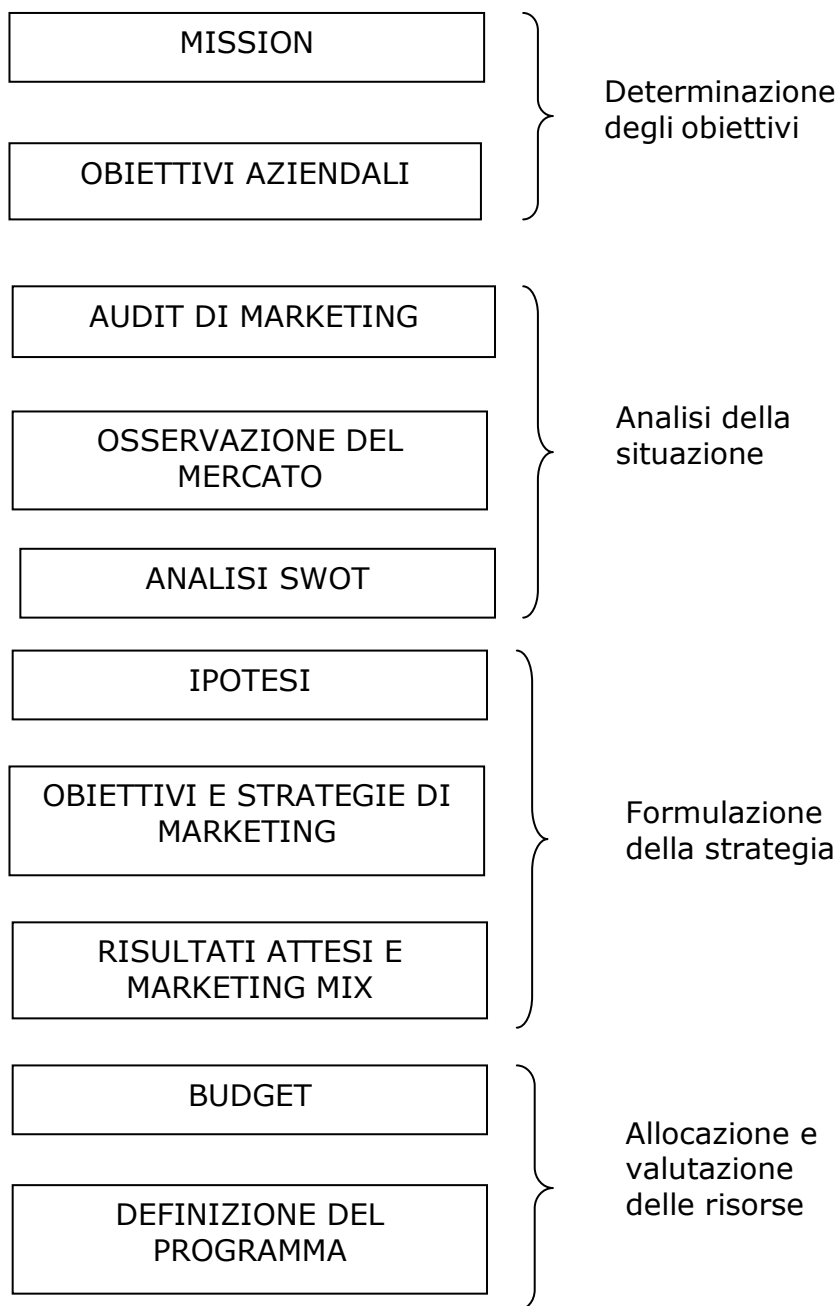 MISSION
Determinazione
degli obiettivi
OBIETTIVI AZIENDALI
AUDIT DI MARKETING
OSSERVAZIONE DEL
MERCATO
Analisi della
situazione
ANALISI SWOT
IPOTESI
OBIETTIVI E STRATEGIE DI
MARKETING
Formulazione
della strategia
RISULTATI ATTESI E
MARKETING MIX
BUDGET
Allocazione e
valutazione
delle risorse
DEFINIZIONE DEL
PROGRAMMA